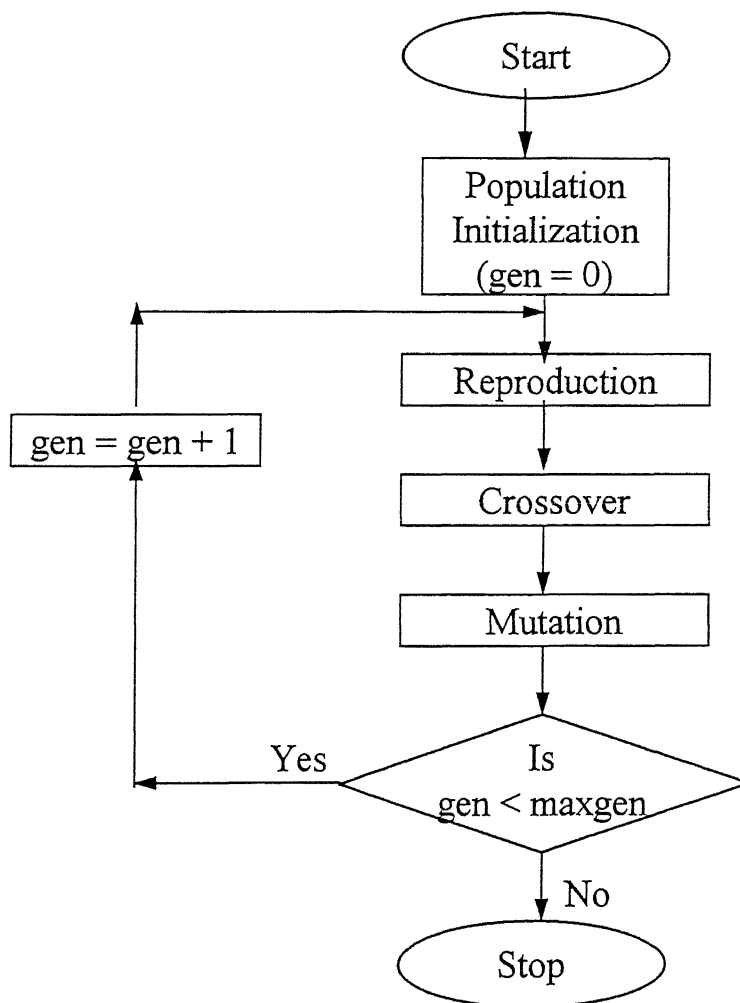 Start
Population
Initialization
(gen = 0)
Reproduction
gen = gen + 1
Crossover
Mutation
Yes
Is
gen < maxgen
No
Stop